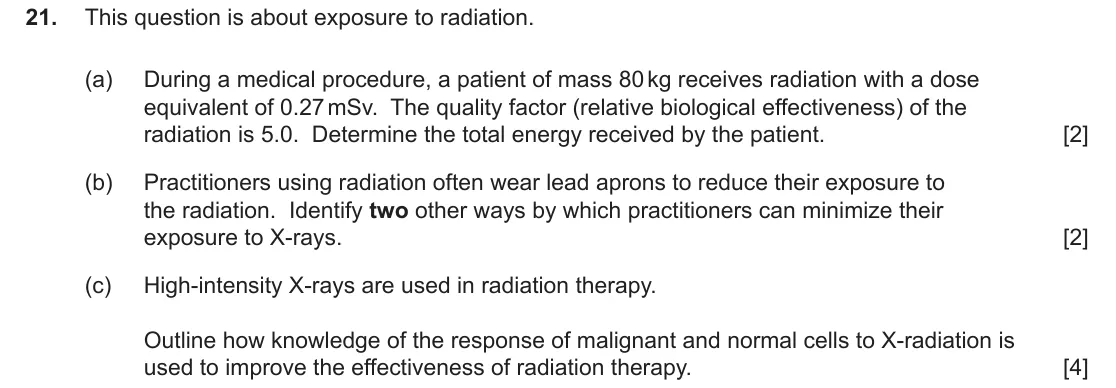 21. This question is about exposure to radiation.
(a) During a medical procedure, a patient of mass 80 kg receives radiation with a dose
equivalent of 0.27 mSv. The quality factor (relative biological effectiveness) of the
radiation is 5.0. Determine the total energy received by the patient. [2]
(b) Practitioners using radiation often wear lead aprons to reduce their exposure to
the radiation. Identify two other ways by which practitioners can minimize their
exposure to X-rays. [2]
(c) High-intensity X-rays are used in radiation therapy.
Outline how knowledge of the response of malignant and normal cells to X-radiation is
used to improve the effectiveness of radiation therapy. [4]